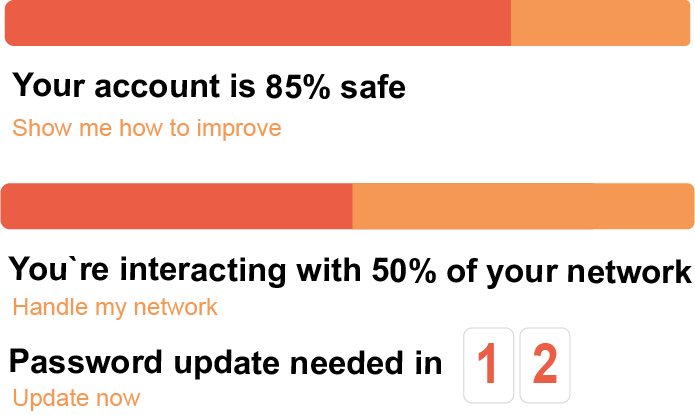 Your account is 85% safe
Show me how to improve
You`re interacting with 50% of your network
Handle my network
Password update needed in 1 2
Update now